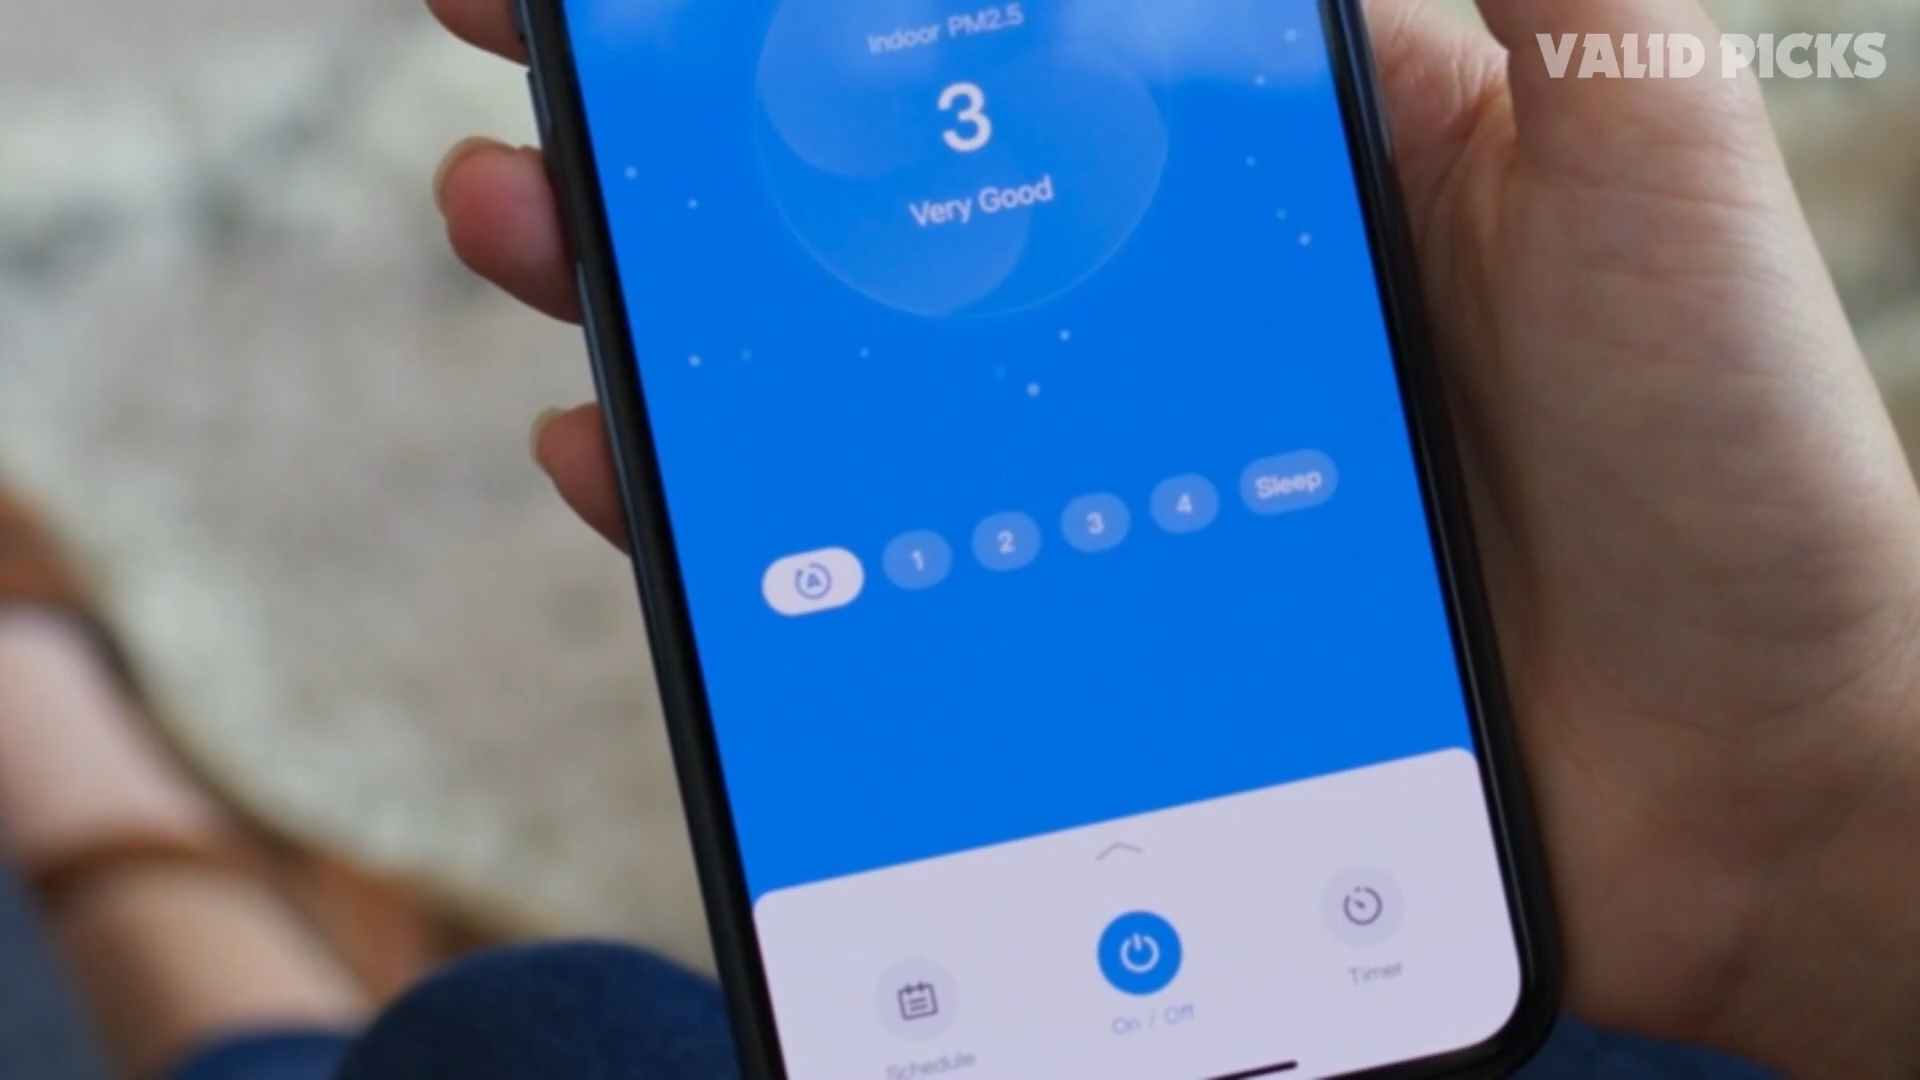 VALID PICKS
Indoor PM2.5
3
Very Good
A 1 2 3 4 Sleep
Timer
On / Off
Schedule